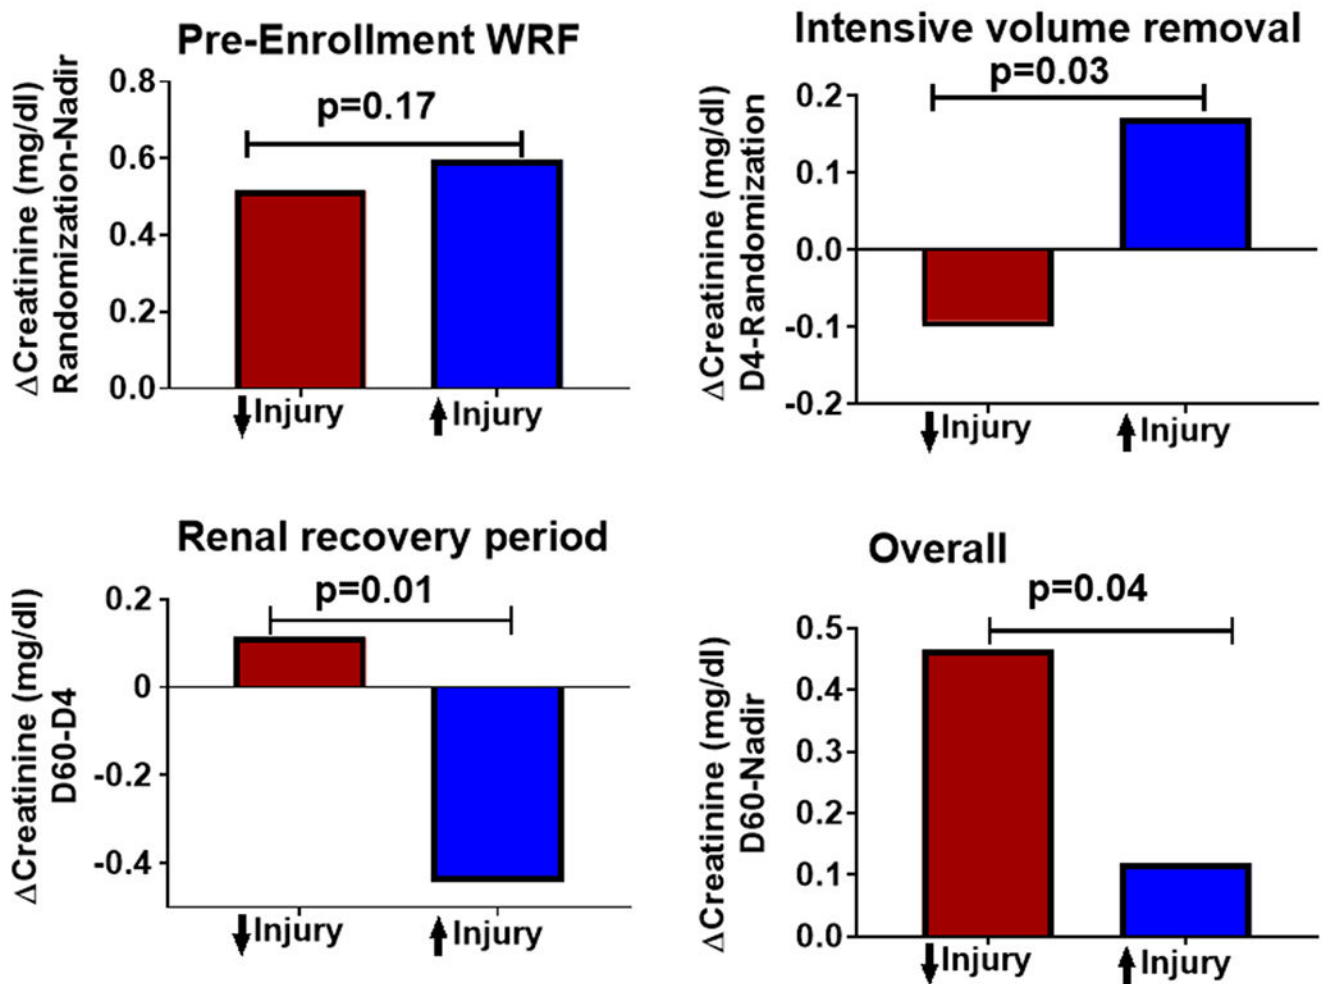 Pre-Enrollment WRF
p=0.17
ΔCreatinine (mg/dl)
Randomization-Nadir
0.8
0.6
0.4
0.2
0.0
↓Injury ↑Injury
Intensive volume removal
p=0.03
ΔCreatinine (mg/dl)
D4-Randomization
0.2
0.1
0.0
-0.1
-0.2
↓Injury ↑Injury
Renal recovery period
p=0.01
ΔCreatinine (mg/dl)
D60-D4
0.2
0
-0.2
-0.4
↓Injury ↑Injury
Overall
p=0.04
ΔCreatinine (mg/dl)
D60-Nadir
0.5
0.4
0.3
0.2
0.1
0.0
↓Injury ↑Injury